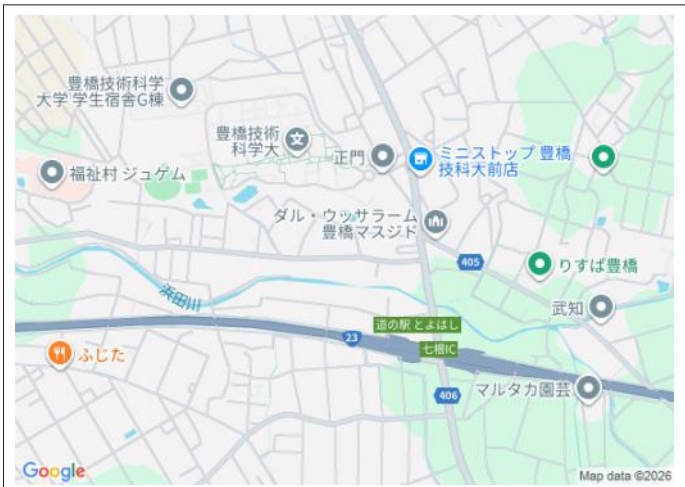 豊橋技術科学
大学 学生宿舎G棟
豊橋技術
科学大
正門
ミニストップ 豊橋
技科大前店
福祉村 ジュゲム
ダル・ウッサラーム
豊橋マスジド
405
りすぱ豊橋
浜田川
武知
道の駅 とよはし
23
七根IC
ふじた
406
マルタカ園芸
Google
Map data ©2026